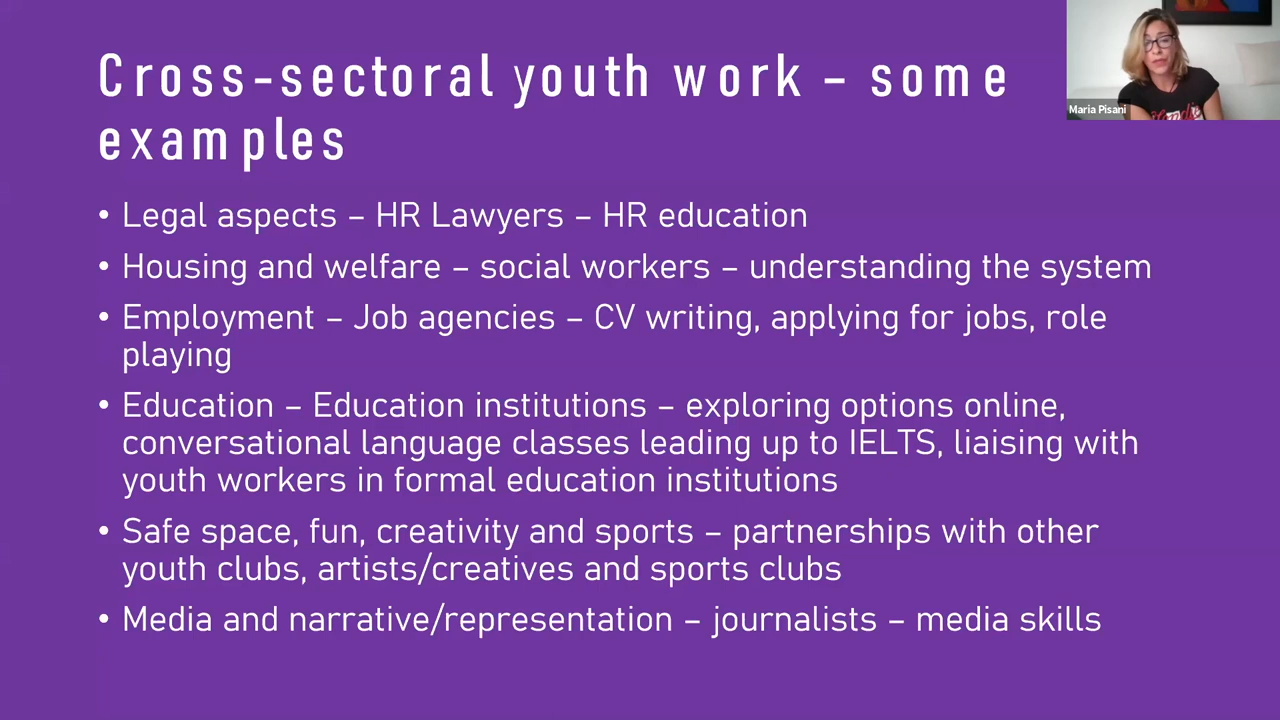 Cross-sectoral youth work – some
examples
Maria Pisani
• Legal aspects – HR Lawyers – HR education
• Housing and welfare – social workers – understanding the system
• Employment – Job agencies – CV writing, applying for jobs, role
playing
• Education – Education institutions – exploring options online,
conversational language classes leading up to IELTS, liaising with
youth workers in formal education institutions
• Safe space, fun, creativity and sports – partnerships with other
youth clubs, artists/creatives and sports clubs
• Media and narrative/representation – journalists – media skills